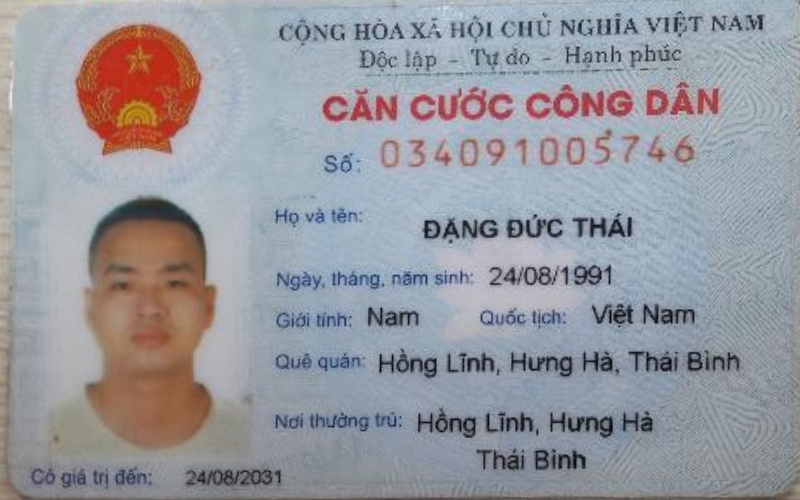 CỘNG HÒA XÃ HỘI CHỦ NGHĨA VIỆT NAM
Độc lập - Tự do - Hạnh phúc
CĂN CƯỚC CÔNG DÂN
Số: 034091005746
Họ và tên: ĐẶNG ĐỨC THÁI
Ngày, tháng, năm sinh: 24/08/1991
Giới tính: Nam Quốc tịch: Việt Nam
Quê quán: Hồng Lĩnh, Hưng Hà, Thái Bình
Nơi thường trú: Hồng Lĩnh, Hưng Hà
Thái Bình
Có giá trị đến: 24/08/2031